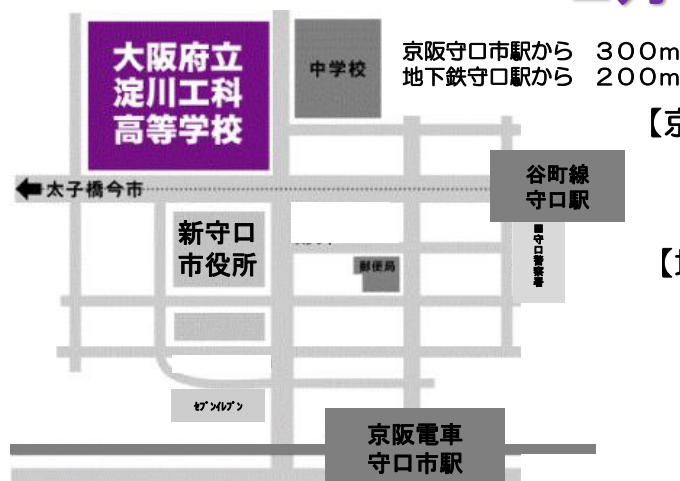 大阪府立
淀川工科
高等学校
中学校
京阪守口市駅から　３００ｍ
地下鉄守口駅から　２００ｍ
【京
谷町線
守口駅
太子橋今市
新守口
市役所
守口警察署
郵便局
ｾﾌﾞﾝｲﾚﾌﾞﾝ
京阪電車
守口市駅